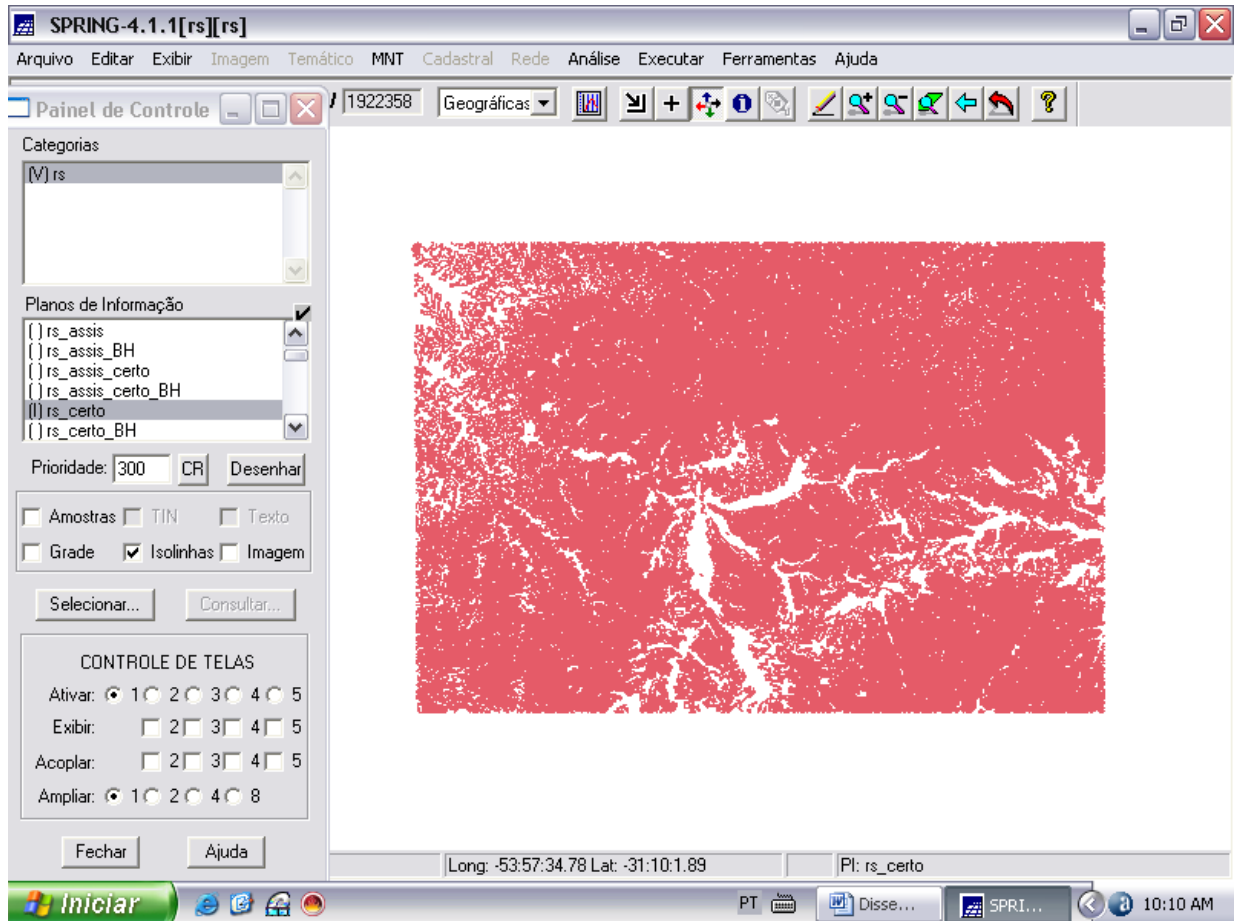 SPRING-4.1.1[rs][rs]
Arquivo Editar Exibir Imagem Temático MNT Cadastral Rede Análise Executar Ferramentas Ajuda
Painel de Controle
/ 1922358 Geográficas
Categorias
(V) rs
Planos de Informação
( ) rs_assis
( ) rs_assis_BH
( ) rs_assis_certo
( ) rs_assis_certo_BH
(I) rs_certo
( ) rs_certo_BH
Prioridade: 300 CR Desenhar
Amostras TIN Texto
Grade Isolinhas Imagem
Selecionar... Consultar...
CONTROLE DE TELAS
Ativar: 1 2 3 4 5
Exibir: 2 3 4 5
Acoplar: 2 3 4 5
Ampliar: 1 2 4 8
Fechar Ajuda
Long: -53:57:34.78 Lat: -31:10:1.89 PI: rs_certo
Iniciar PT Disse... SPRI... 10:10 AM